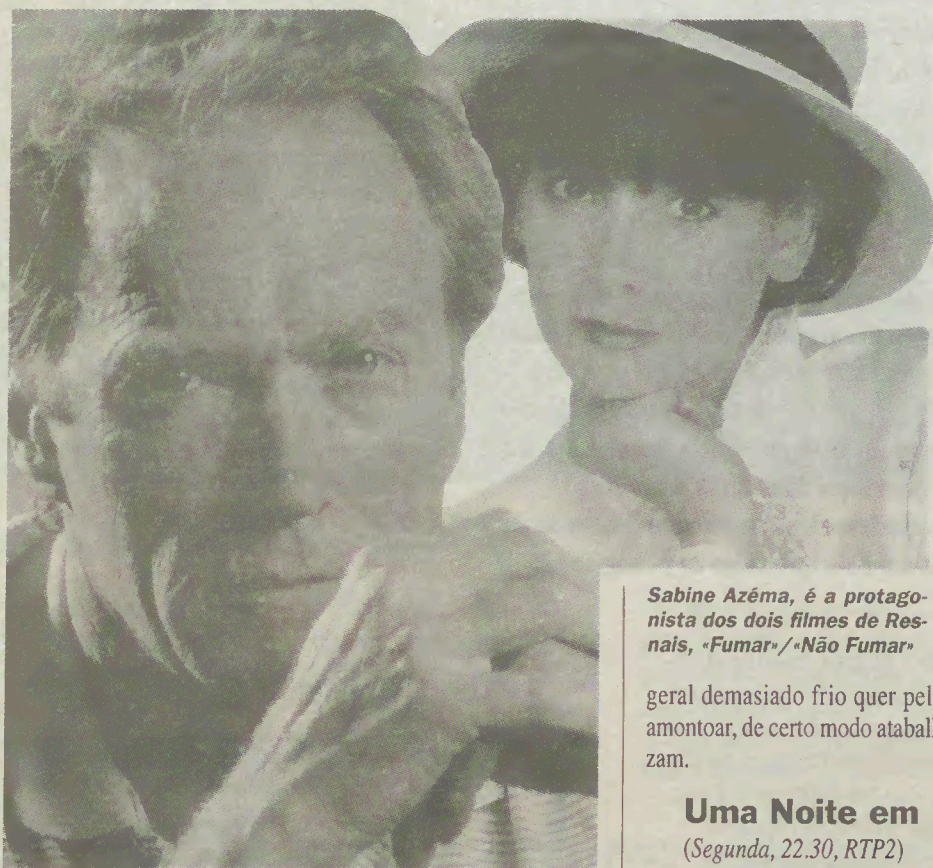 Sabine Azéma, é a protago-
nista dos dois filmes de Res-
nais, «Fumar»/«Não Fumar»
geral demasiado frio quer pel
amontoar, de certo modo atabal
zam.
Uma Noite em
(Segunda, 22.30, RTP2)